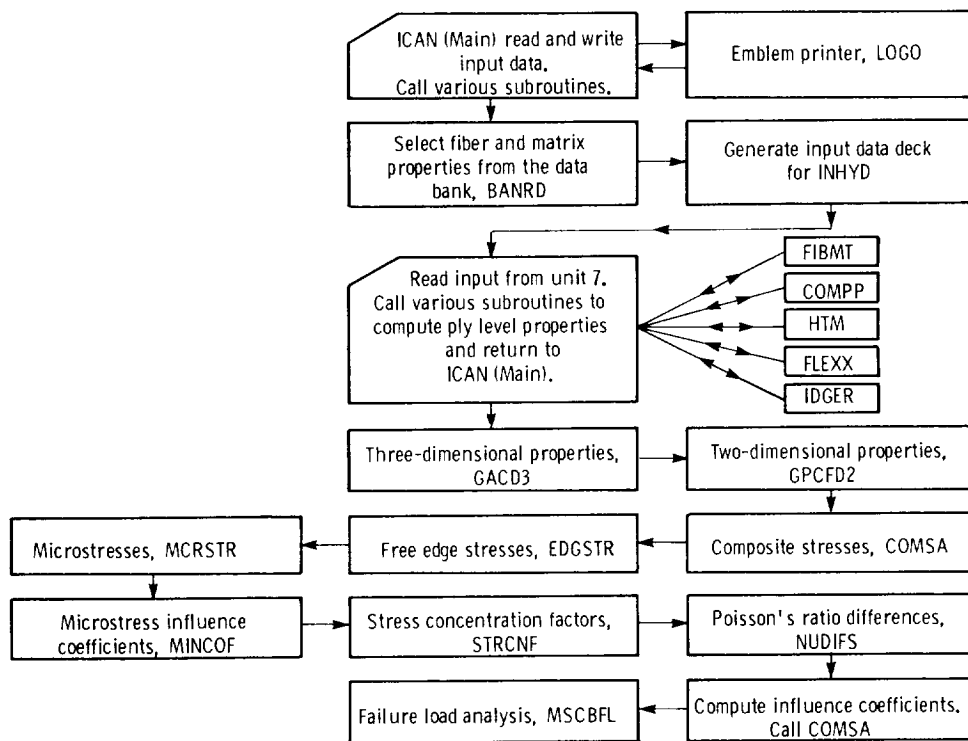 ICAN (Main) read and write
input data.
Call various subroutines.
Emblem printer, LOGO
Select fiber and matrix
properties from the data
bank, BANRD
Generate input data deck
for INHYD
Read input from unit 7.
Call various subroutines to
compute ply level properties
and return to
ICAN (Main).
FIBMT
COMPP
HTM
FLEXX
IDGER
Three-dimensional properties,
GACD3
Two-dimensional properties,
GPCFD2
Microstresses, MCRSTR
Free edge stresses, EDGSTR
Composite stresses, COMSA
Microstress influence
coefficients, MINCOF
Stress concentration factors,
STRCNF
Poisson's ratio differences,
NUDIFS
Failure load analysis, MSCBFL
Compute influence coefficients.
Call COMSA